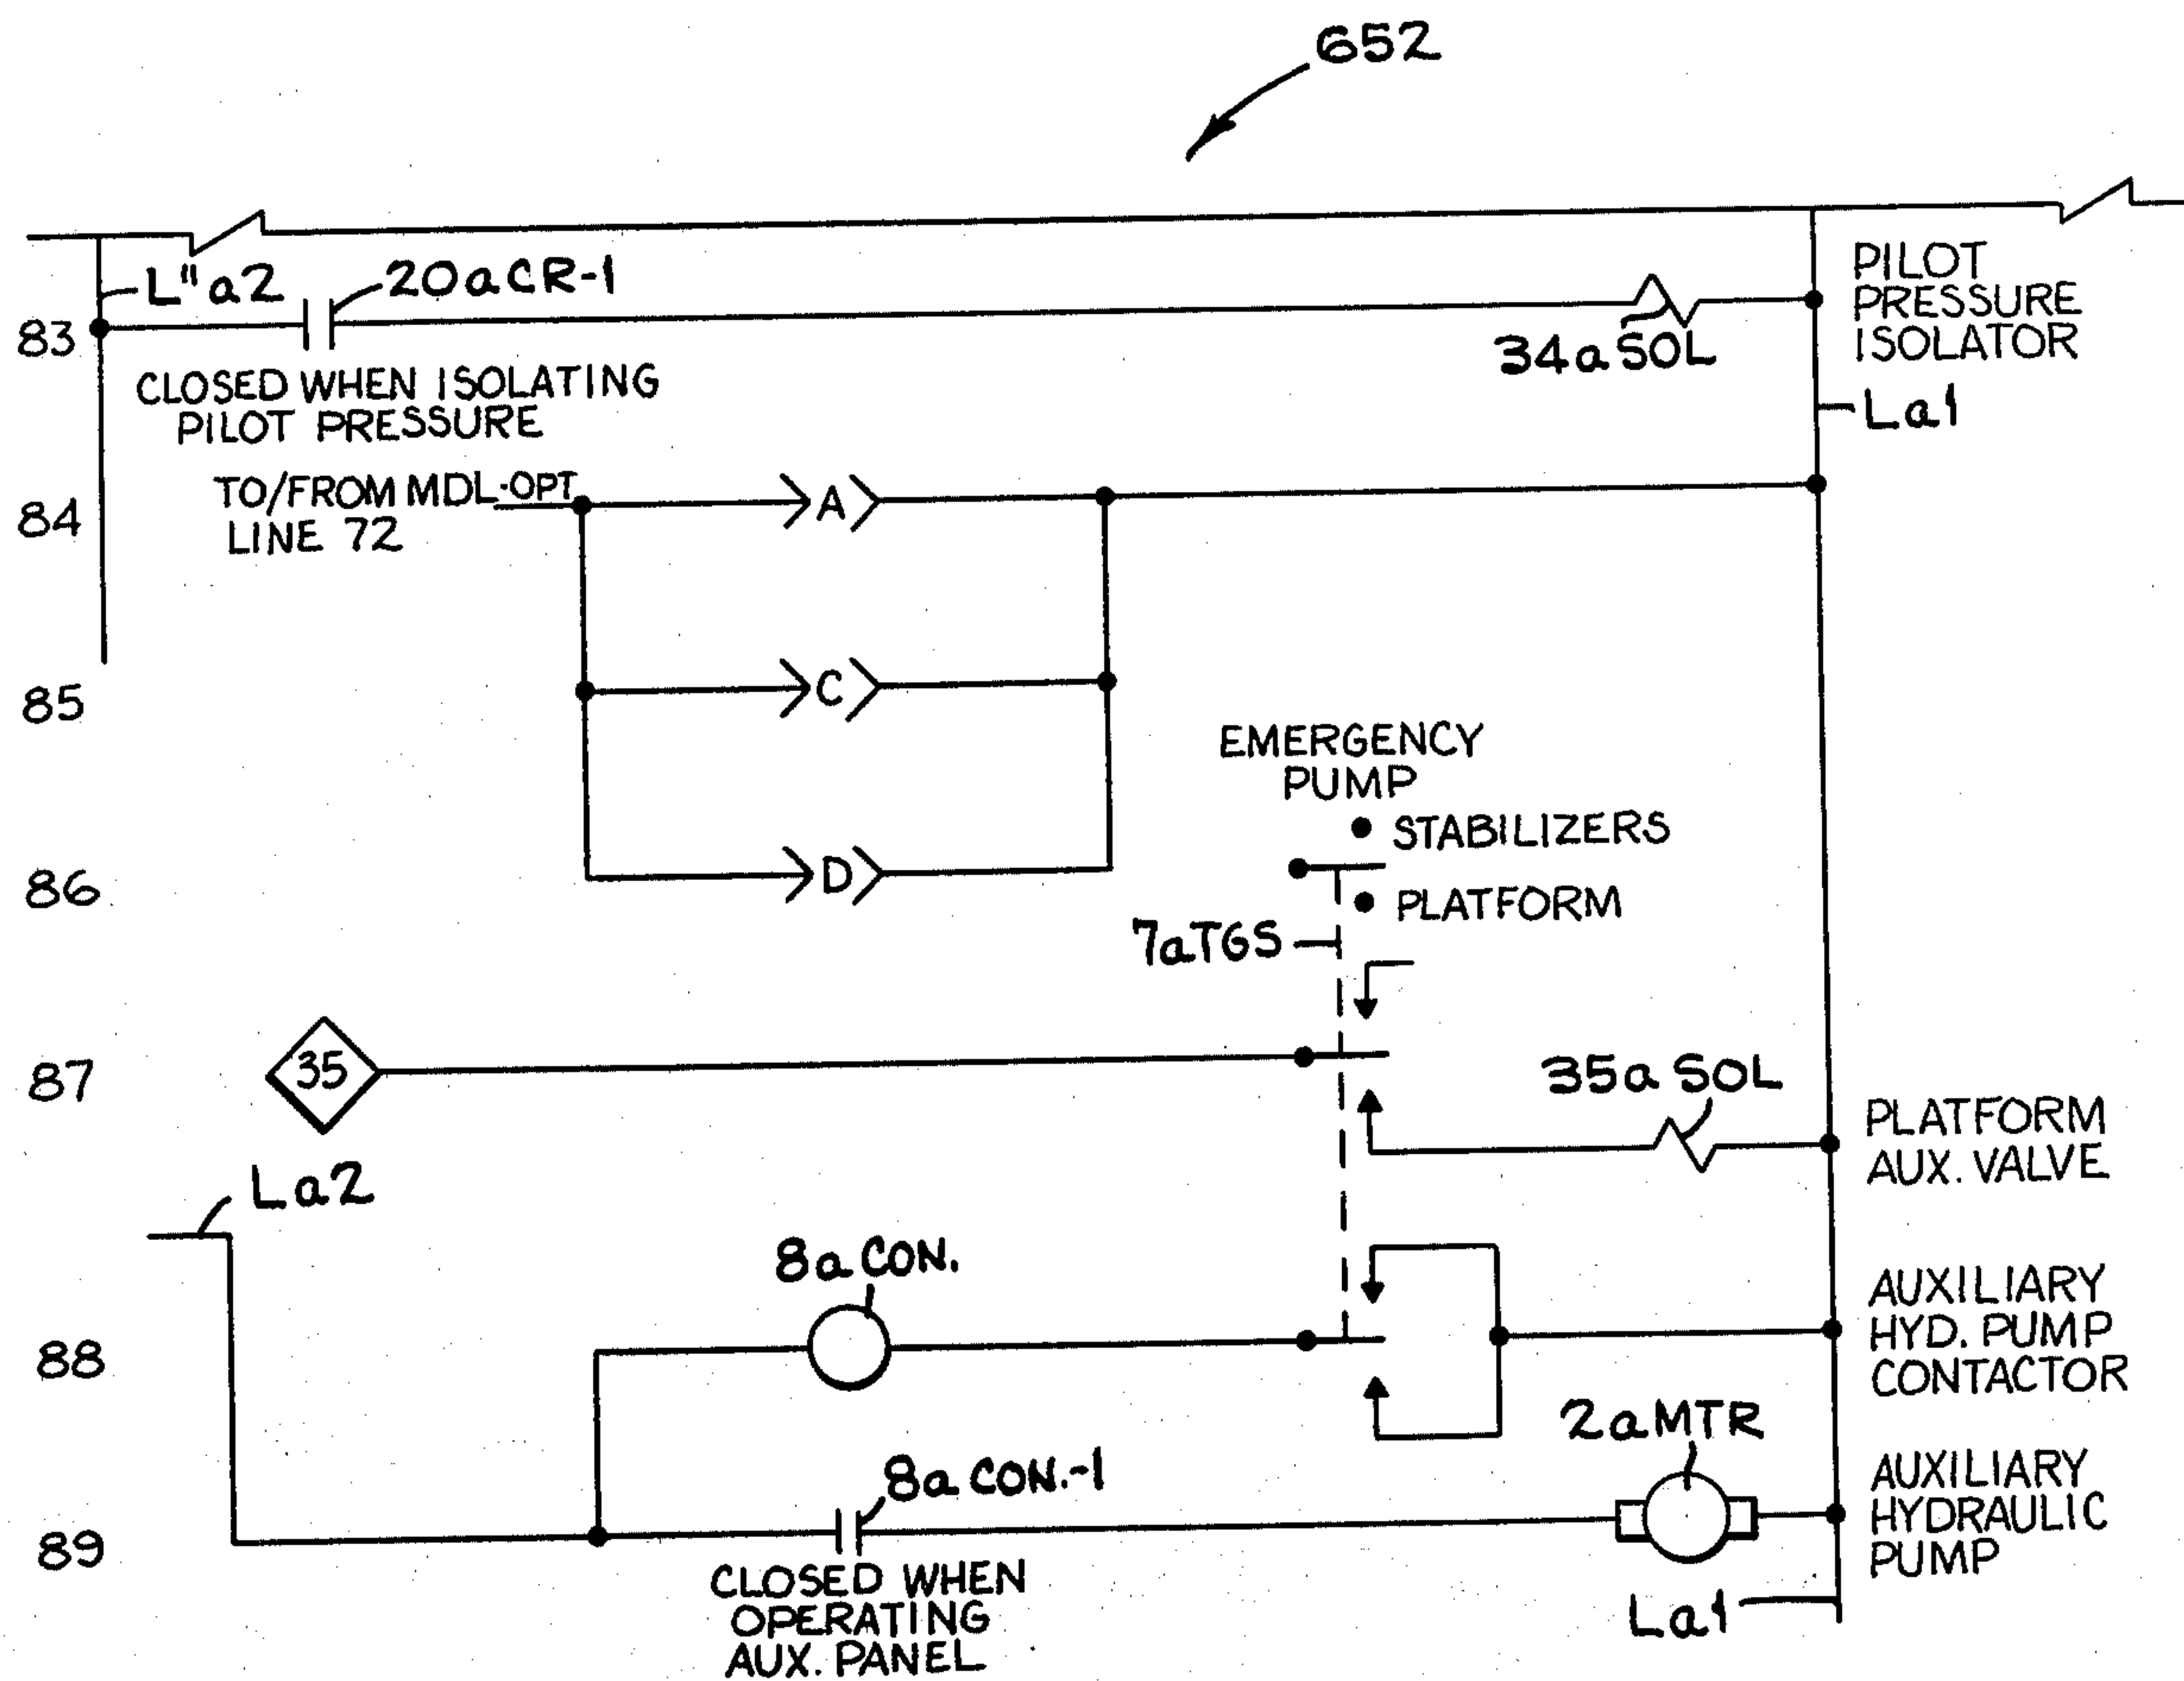 652
L"a2
20aCR-1
PILOT
PRESSURE
ISOLATOR
83
34a SOL
CLOSED WHEN ISOLATING
PILOT PRESSURE
La1
TO/FROM MDL-OPT
LINE 72
84
A
85
C
EMERGENCY
PUMP
STABILIZERS
86
D
PLATFORM
7aTGS
87
35
35a SOL
PLATFORM
AUX. VALVE
La2
8a CON.
88
AUXILIARY
HYD. PUMP
CONTACTOR
2a MTR
8a CON.-1
89
AUXILIARY
HYDRAULIC
PUMP
CLOSED WHEN
OPERATING
AUX. PANEL
La1